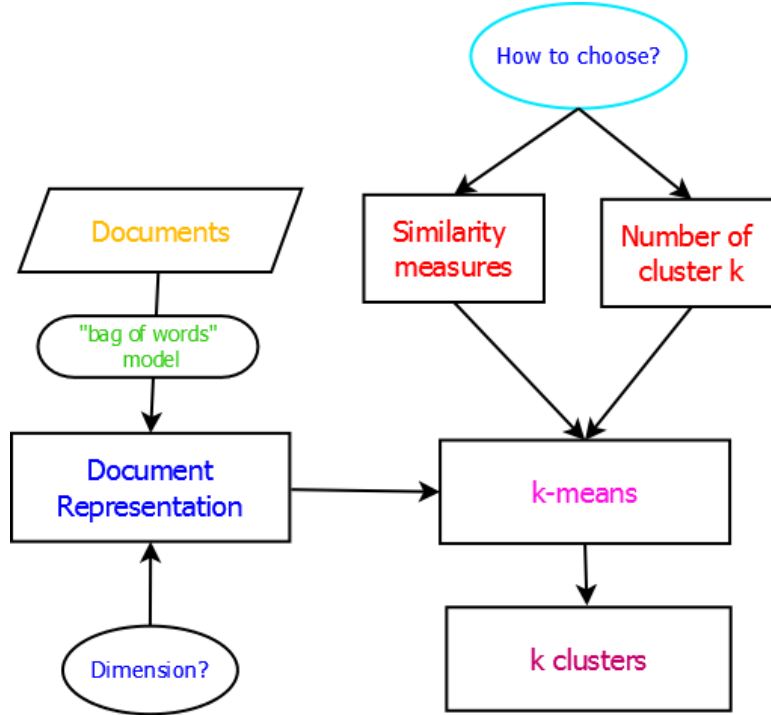 How to choose?
Documents
Similarity
measures
Number of
cluster k
"bag of words"
model
Document
Representation
k-means
Dimension?
k clusters